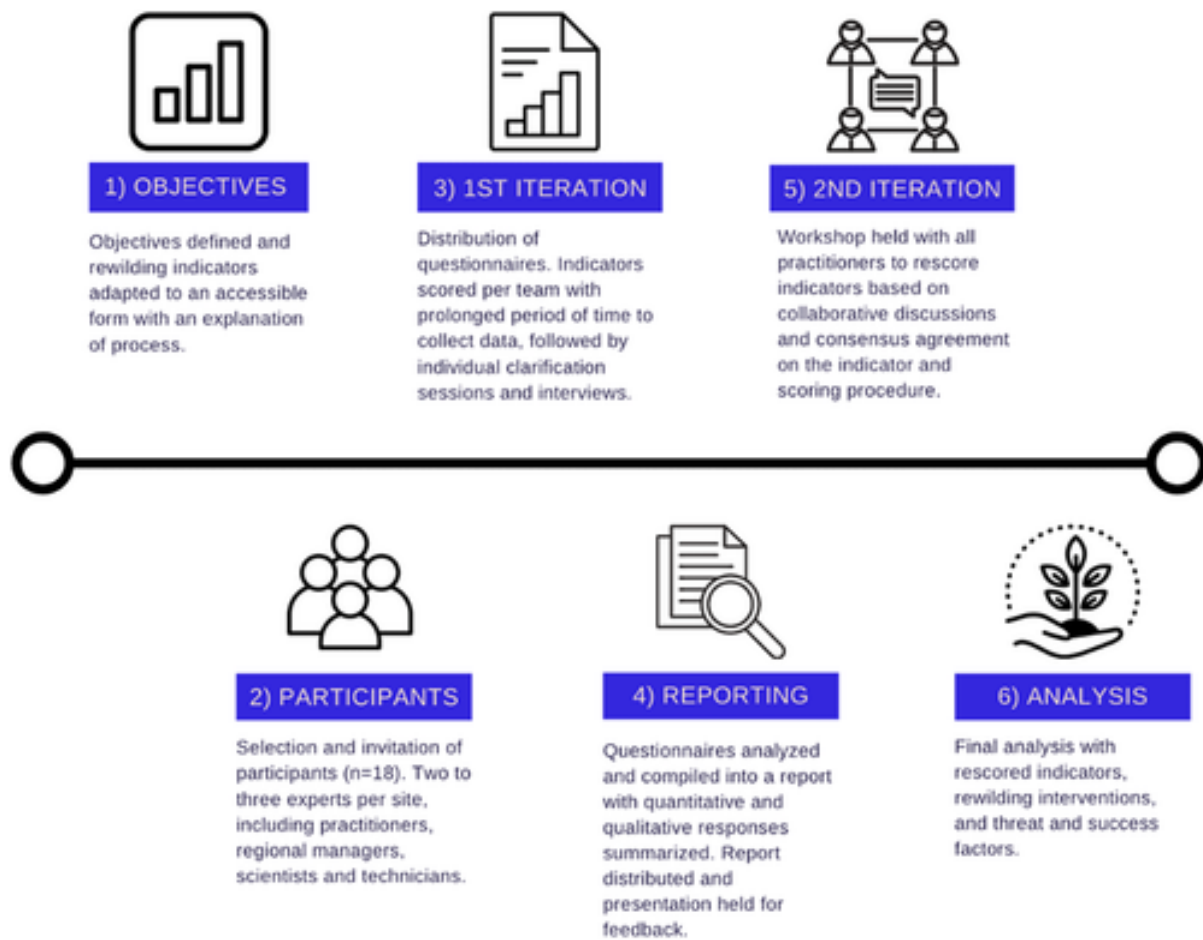 1) OBJECTIVES
Objectives defined and
rewilding indicators
adapted to an accessible
form with an explanation
of process.
3) 1ST ITERATION
Distribution of
questionnaires. Indicators
scored per team with
prolonged period of time to
collect data, followed by
individual clarification
sessions and interviews.
5) 2ND ITERATION
Workshop held with all
practitioners to rescore
indicators based on
collaborative discussions
and consensus agreement
on the indicator and
scoring procedure.
2) PARTICIPANTS
Selection and invitation of
participants (n=18). Two to
three experts per site,
including practitioners,
regional managers,
scientists and technicians.
4) REPORTING
Questionnaires analyzed
and compiled into a report
with quantitative and
qualitative responses
summarized. Report
distributed and
presentation held for
feedback.
6) ANALYSIS
Final analysis with
rescored indicators,
rewilding interventions,
and threat and success
factors.